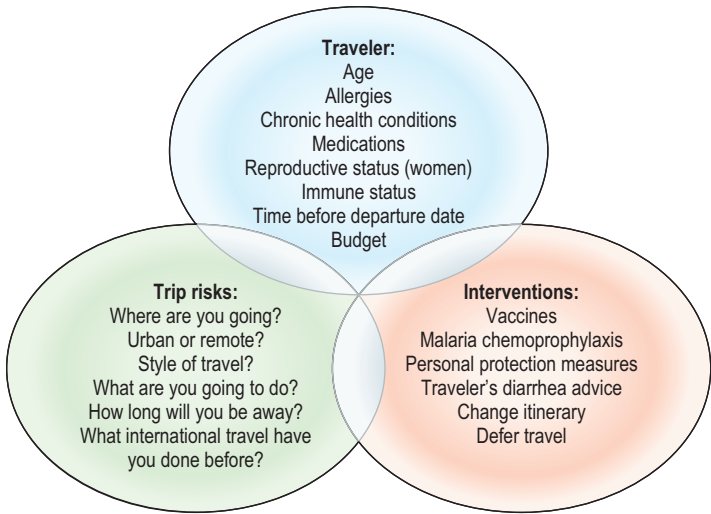 Traveler:
Age
Allergies
Chronic health conditions
Medications
Reproductive status (women)
Immune status
Time before departure date
Budget
Trip risks:
Where are you going?
Urban or remote?
Style of travel?
What are you going to do?
How long will you be away?
What international travel have
you done before?
Interventions:
Vaccines
Malaria chemoprophylaxis
Personal protection measures
Traveler's diarrhea advice
Change itinerary
Defer travel